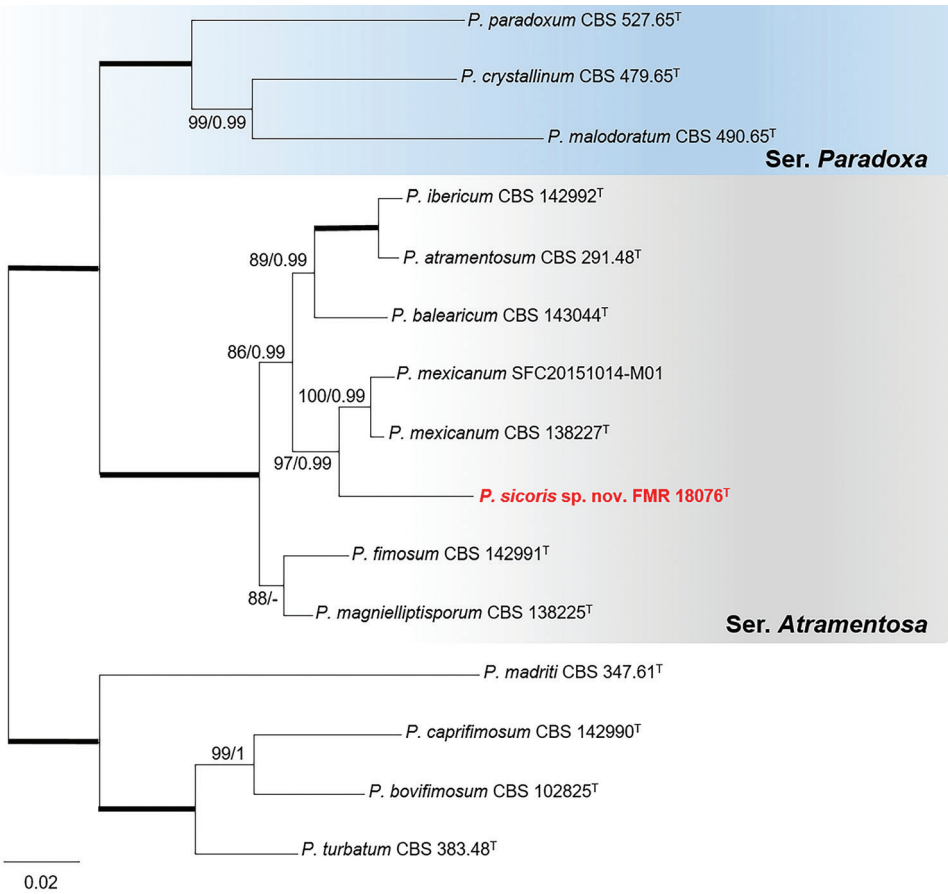 P. paradoxum CBS 527.65ᵀ
P. crystallinum CBS 479.65ᵀ
99/0.99
P. malodoratum CBS 490.65ᵀ
Ser. Paradoxa
P. ibericum CBS 142992ᵀ
P. atramentosum CBS 291.48ᵀ
89/0.99
P. balearicum CBS 143044ᵀ
86/0.99
P. mexicanum SFC20151014-M01
100/0.99
P. mexicanum CBS 138227ᵀ
97/0.99
P. sicoris sp. nov. FMR 18076ᵀ
P. fimosum CBS 142991ᵀ
88/-
P. magnielliptisporum CBS 138225ᵀ
Ser. Atramentosa
P. madriti CBS 347.61ᵀ
P. caprifimosum CBS 142990ᵀ
99/1
P. bovifimosum CBS 102825ᵀ
P. turbatum CBS 383.48ᵀ
0.02